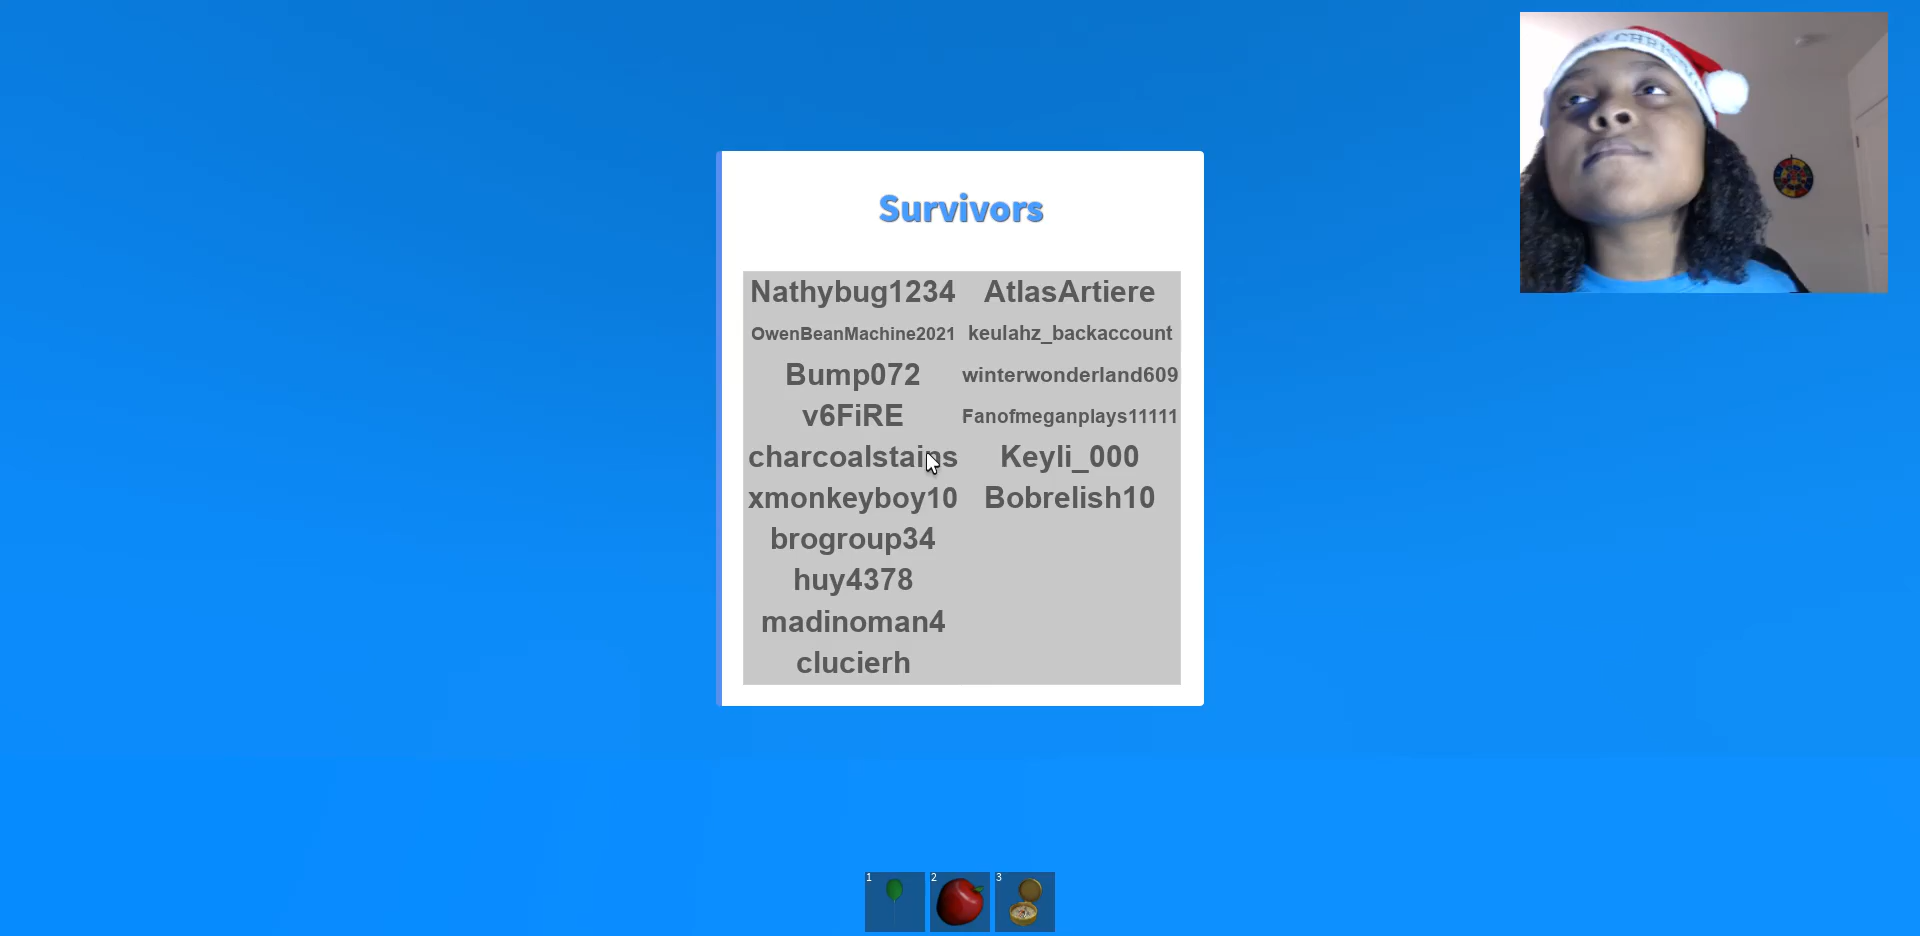 Survivors
Nathybug1234 AtlasArtiere
OwenBeanMachine2021 keulahz_backaccount
Bump072 winterwonderland609
v6FiRE Fanofmeganplays11111
charcoalstains Keyli_000
xmonkeyboy10 Bobrelish10
brogroup34
huy4378
madinoman4
clucierh
1 2 3